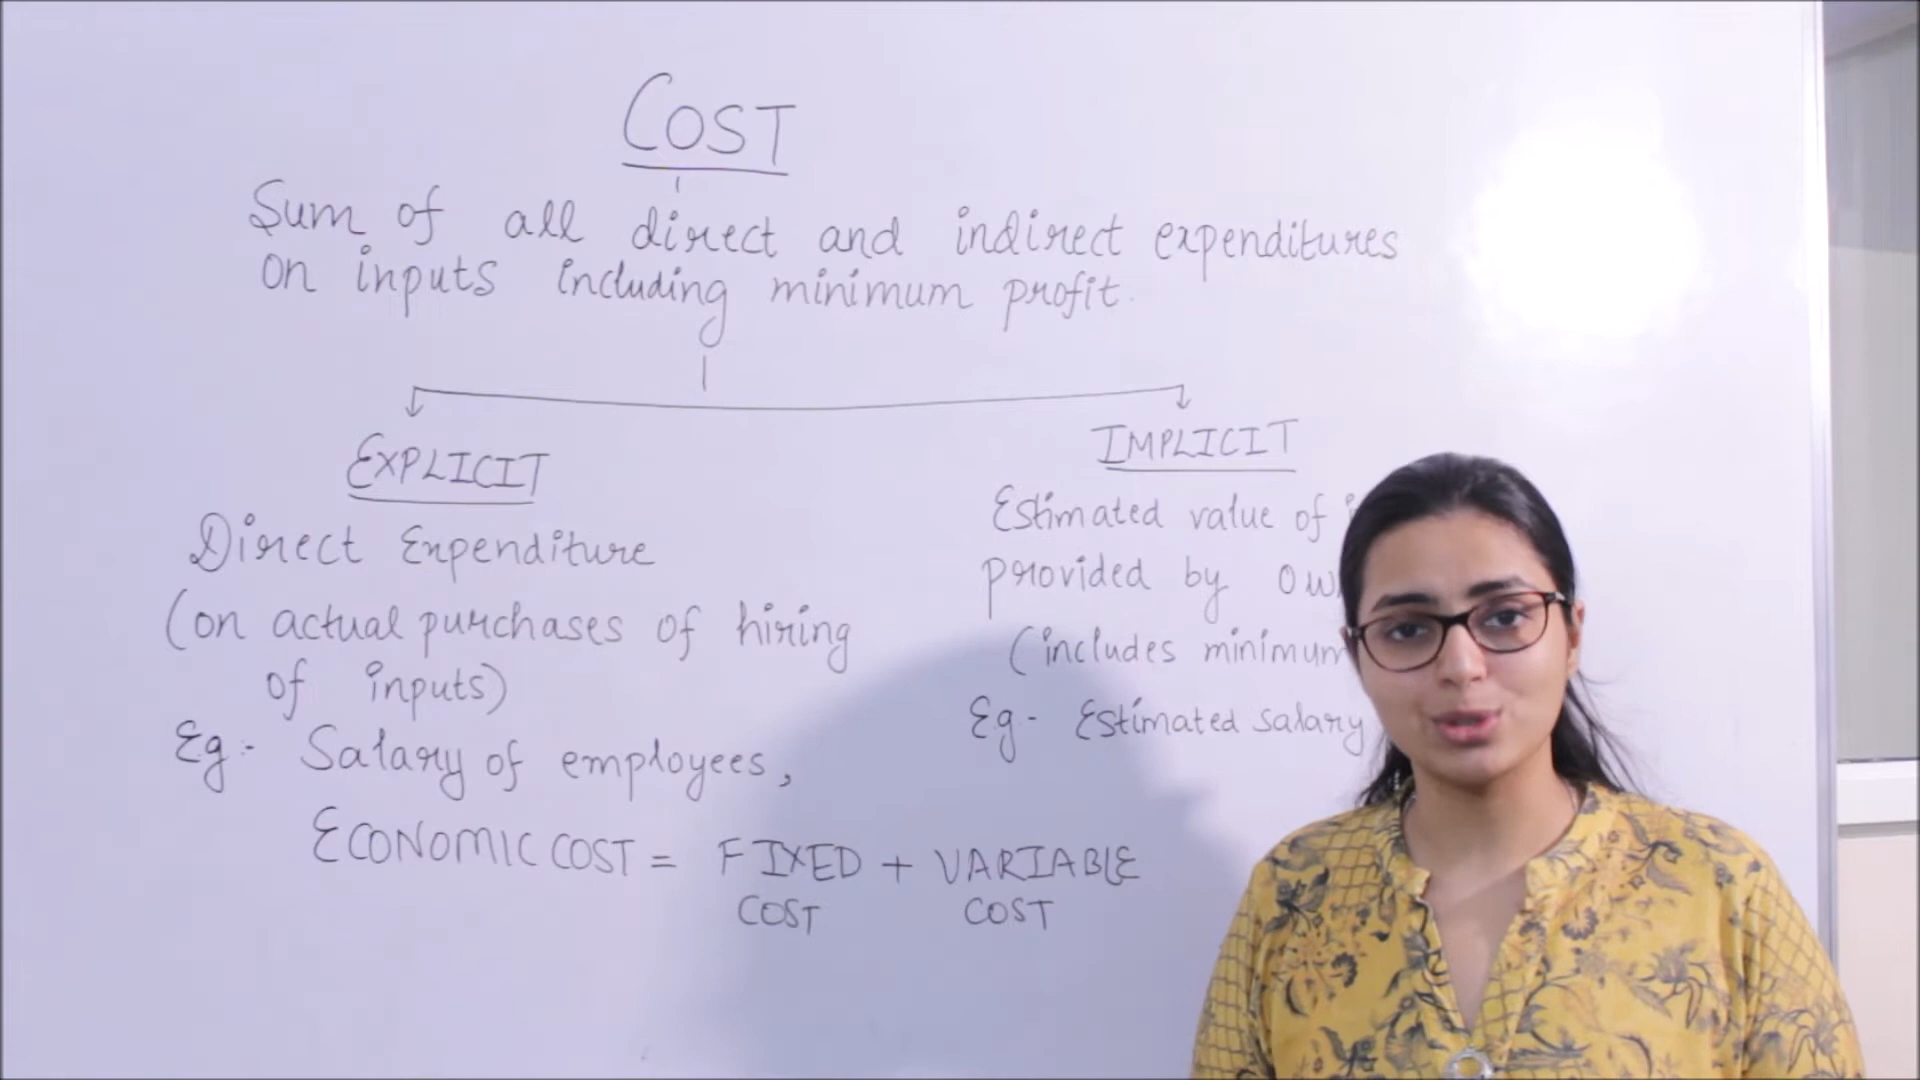 COST
Sum of all direct and indirect expenditures
on inputs including minimum profit.
EXPLICIT
Direct Expenditure
(on actual purchases of hiring
of inputs)
Eg:- Salary of employees,
IMPLICIT
Estimated value of
provided by
(includes minimum
Eg- Estimated salary
ECONOMIC COST = FIXED + VARIABLE
COST COST